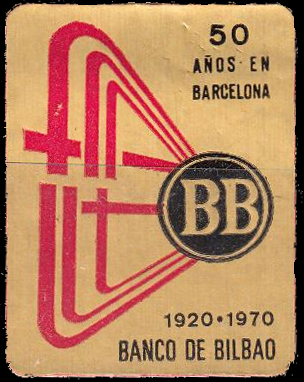 50
AÑOS EN
BARCELONA
BB
1920•1970
BANCO DE BILBAO